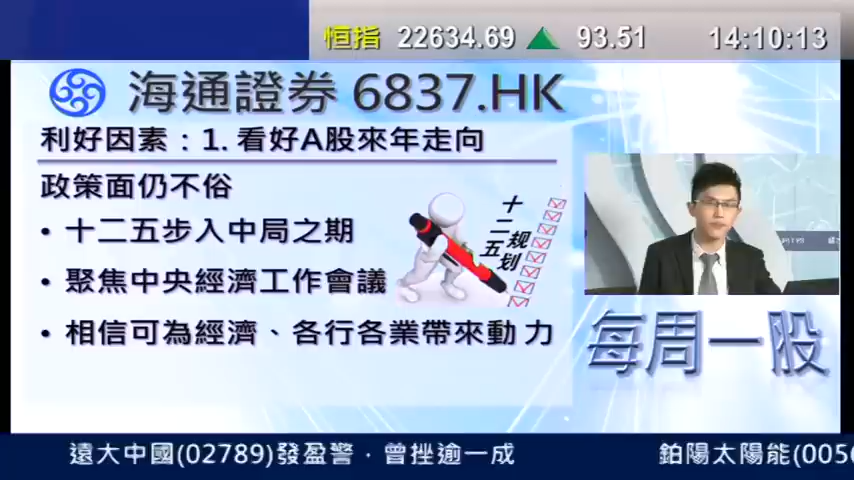 恒指 22634.69 ▲ 93.51 14:10:13
海通證券 6837.HK
利好因素：1. 看好A股來年走向
政策面仍不俗
• 十二五步入中局之期
• 聚焦中央經濟工作會議
• 相信可為經濟、各行各業帶來動力
十二五
规划
每周一股
遠大中國(02789)發盈警．曾挫逾一成
鉑陽太陽能(0056